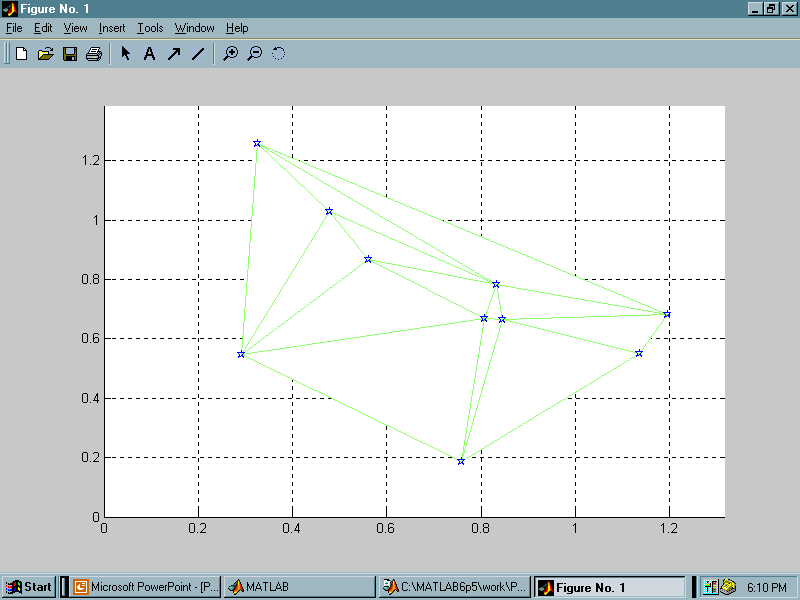 Figure No. 1
File Edit View Insert Tools Window Help
A
1.2
1
0.8
0.6
0.4
0.2
0
0 0.2 0.4 0.6 0.8 1 1.2
Start Microsoft PowerPoint - [P... MATLAB C:\MATLAB6p5\work\P... Figure No. 1 6:10 PM